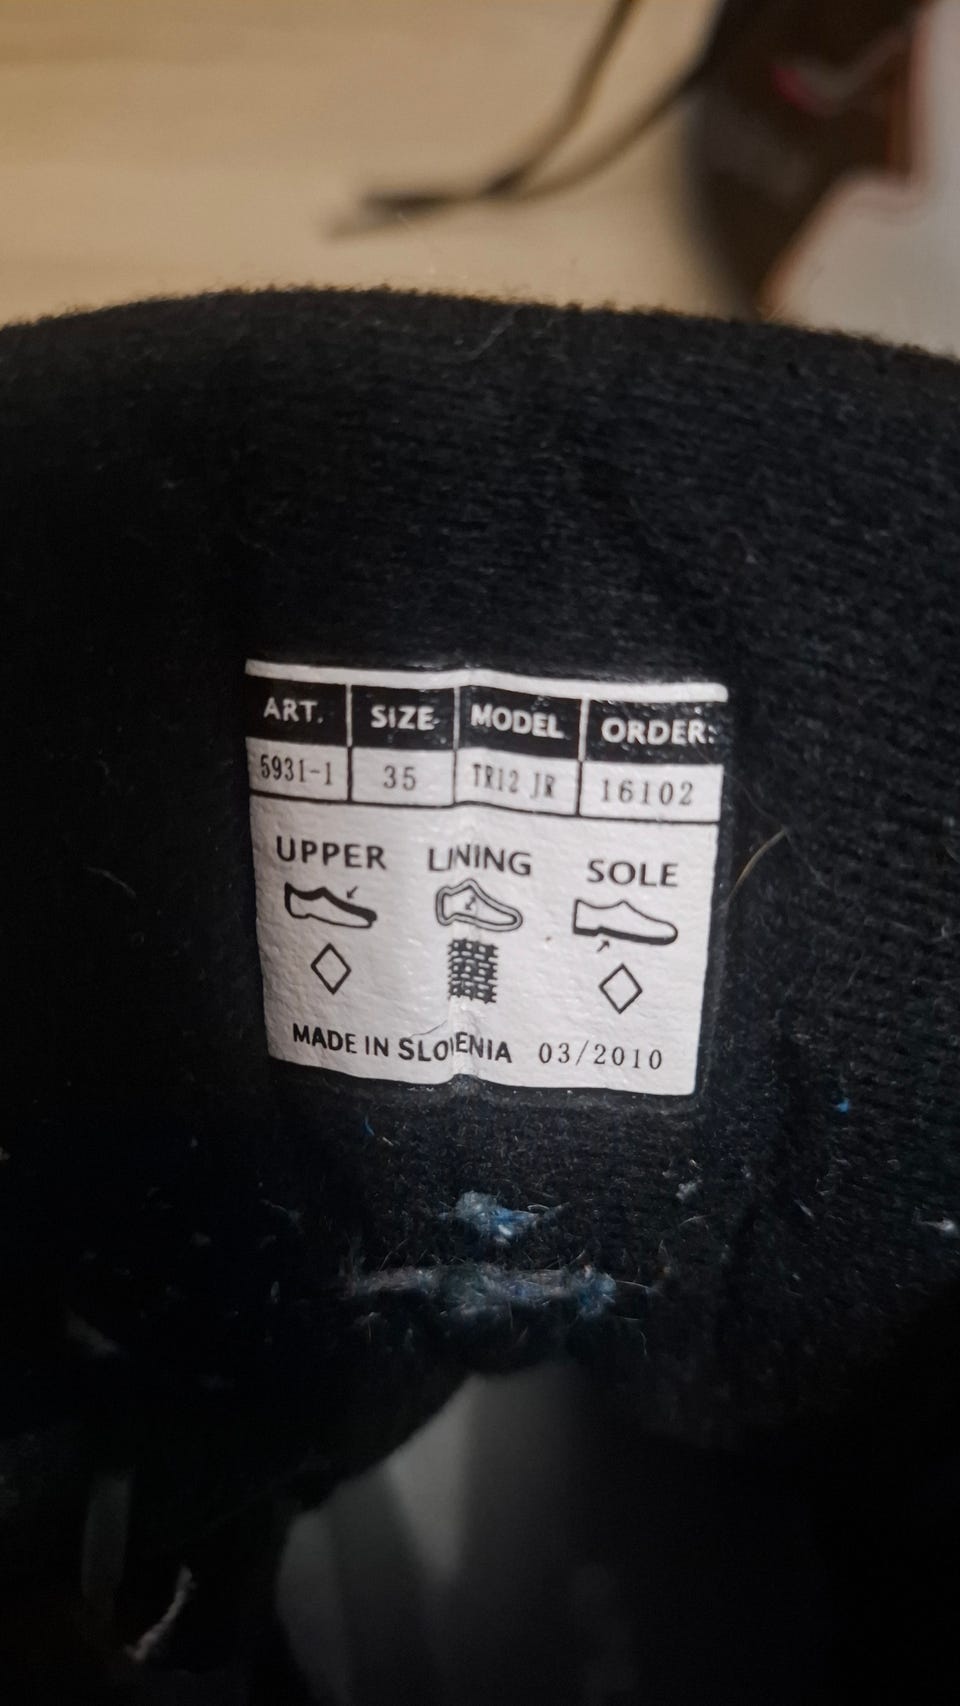 ART. SIZE MODEL ORDER:
5931-1 35 TR12 JR 16102
UPPER LINING SOLE
MADE IN SLOVENIA 03/2010